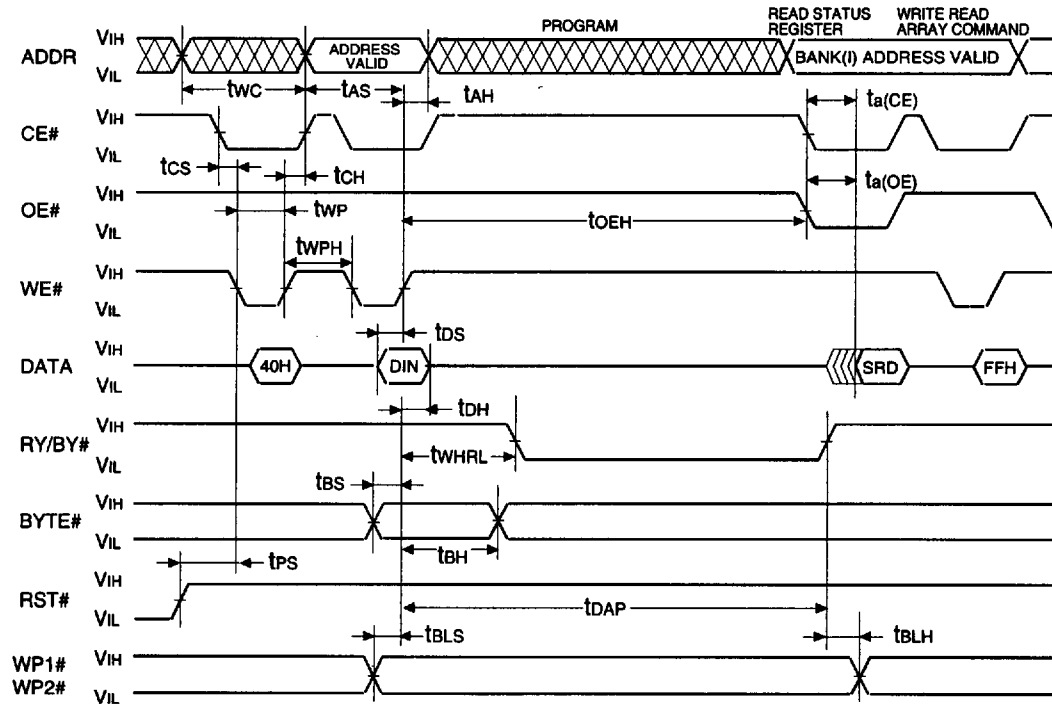 PROGRAM
READ STATUS REGISTER
WRITE READ ARRAY COMMAND
ADDR
VIH
VIL
ADDRESS VALID
BANK(I) ADDRESS VALID
tWC
tAS
tAH
ta(CE)
CE#
VIH
VIL
tCS
tCH
ta(OE)
OE#
VIH
VIL
tWP
tOEH
tWPH
WE#
VIH
VIL
tDS
DATA
VIH
VIL
40H
DIN
SRD
FFH
tDH
RY/BY#
VIH
VIL
tWHRL
tBS
BYTE#
VIH
VIL
tBH
tPS
RST#
VIH
VIL
tDAP
tBLS
tBLH
WP1#
WP2#
VIH
VIL